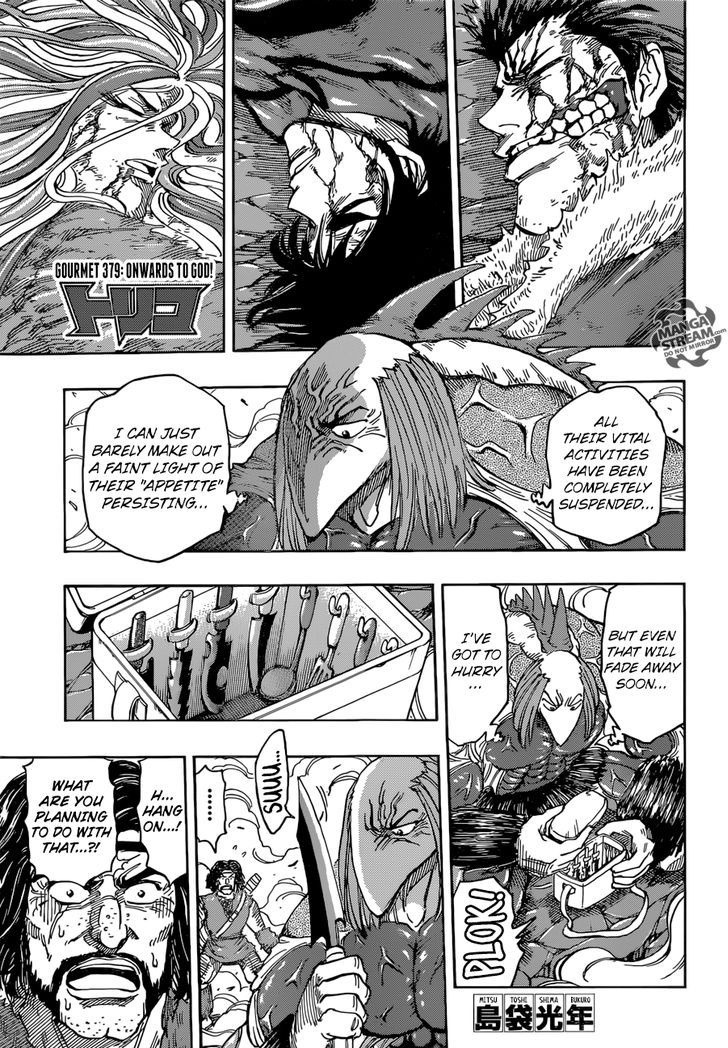 GOURMET 379: ONWARDS TO GOD!
トリコ
MANGA
STREAM.com
DO NOT MIRROR
ALL
THEIR VITAL
ACTIVITIES
HAVE BEEN
COMPLETELY
SUSPENDED...
I CAN JUST
BARELY MAKE OUT
A FAINT LIGHT OF
THEIR "APPETITE"
PERSISTING...
BUT EVEN
THAT WILL
FADE AWAY
SOON...
I'VE
GOT TO
HURRY
...
PLOK!
SUUU...
......
H...
HANG
ON...!
WHAT
ARE YOU
PLANNING
TO DO WITH
THAT...?!
MITSU TOSHI SHIMA BUKURO
島袋光年